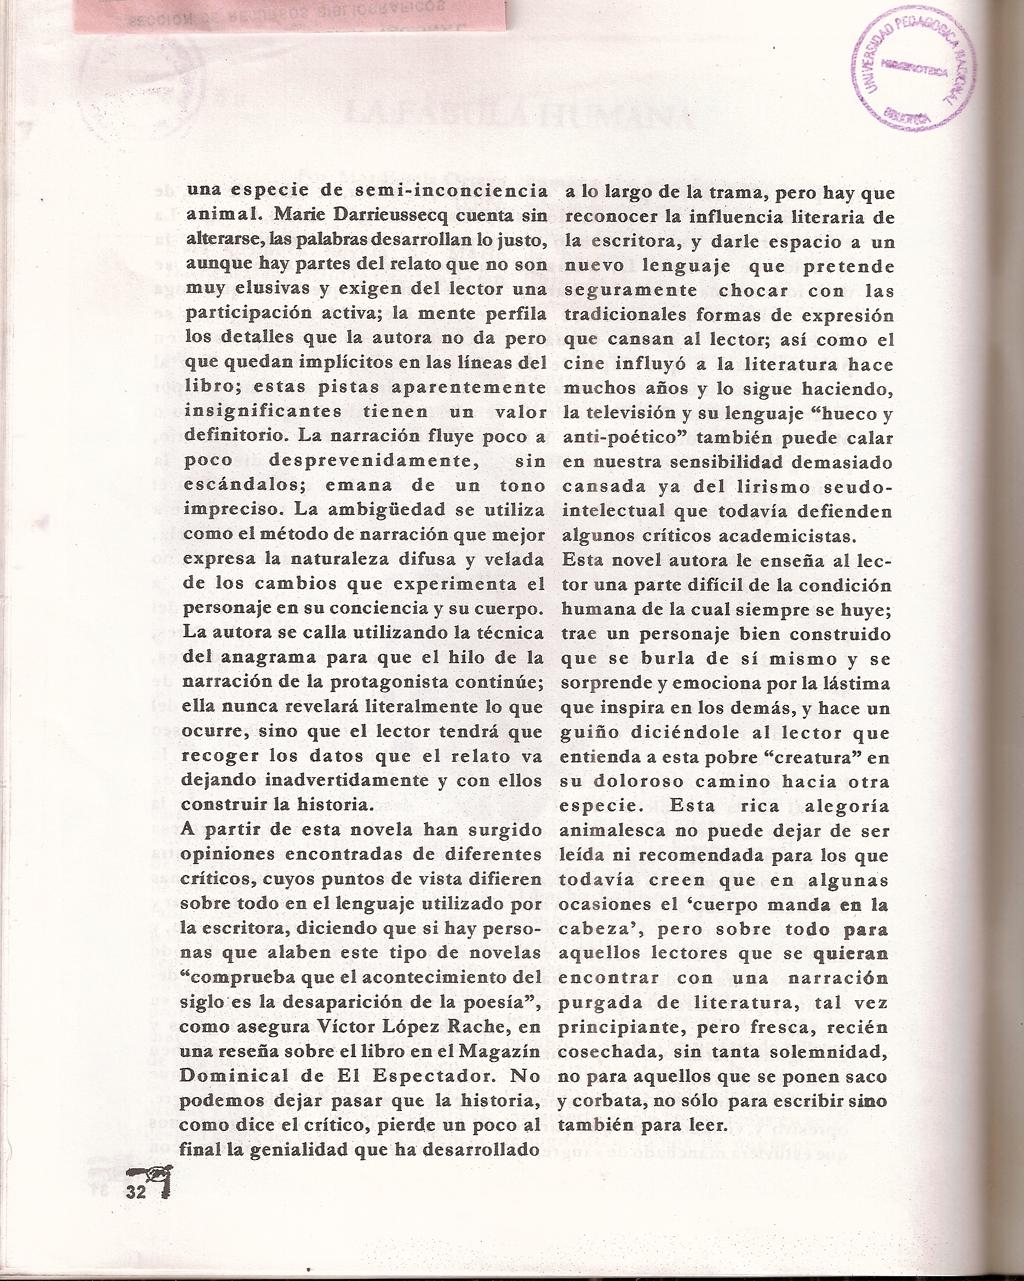 UNIVERSIDAD PEDAGOGICA NACIONAL
HEMEROTECA
BIBLIOTECA
una especie de semi-inconciencia
animal. Marie Darrieussecq cuenta sin
alterarse, las palabras desarrollan lo justo,
aunque hay partes del relato que no son
muy elusivas y exigen del lector una
participación activa; la mente perfila
los detalles que la autora no da pero
que quedan implícitos en las líneas del
libro; estas pistas aparentemente
insignificantes tienen un valor
definitorio. La narración fluye poco a
poco desprevenidamente, sin
escándalos; emana de un tono
impreciso. La ambigüedad se utiliza
como el método de narración que mejor
expresa la naturaleza difusa y velada
de los cambios que experimenta el
personaje en su conciencia y su cuerpo.
La autora se calla utilizando la técnica
del anagrama para que el hilo de la
narración de la protagonista continúe;
ella nunca revelará literalmente lo que
ocurre, sino que el lector tendrá que
recoger los datos que el relato va
dejando inadvertidamente y con ellos
construir la historia.
A partir de esta novela han surgido
opiniones encontradas de diferentes
críticos, cuyos puntos de vista difieren
sobre todo en el lenguaje utilizado por
la escritora, diciendo que si hay perso-
nas que alaben este tipo de novelas
“comprueba que el acontecimiento del
siglo es la desaparición de la poesía”,
como asegura Víctor López Rache, en
una reseña sobre el libro en el Magazín
Dominical de El Espectador. No
podemos dejar pasar que la historia,
como dice el crítico, pierde un poco al
final la genialidad que ha desarrollado
a lo largo de la trama, pero hay que
reconocer la influencia literaria de
la escritora, y darle espacio a un
nuevo lenguaje que pretende
seguramente chocar con las
tradicionales formas de expresión
que cansan al lector; así como el
cine influyó a la literatura hace
muchos años y lo sigue haciendo,
la televisión y su lenguaje “hueco y
anti-poético” también puede calar
en nuestra sensibilidad demasiado
cansada ya del lirismo seudo-
intelectual que todavía defienden
algunos críticos academicistas.
Esta novel autora le enseña al lec-
tor una parte difícil de la condición
humana de la cual siempre se huye;
trae un personaje bien construido
que se burla de sí mismo y se
sorprende y emociona por la lástima
que inspira en los demás, y hace un
guiño diciéndole al lector que
entienda a esta pobre “creatura” en
su doloroso camino hacia otra
especie. Esta rica alegoría
animalesca no puede dejar de ser
leída ni recomendada para los que
todavía creen que en algunas
ocasiones el ‘cuerpo manda en la
cabeza’, pero sobre todo para
aquellos lectores que se quieran
encontrar con una narración
purgada de literatura, tal vez
principiante, pero fresca, recién
cosechada, sin tanta solemnidad,
no para aquellos que se ponen saco
y corbata, no sólo para escribir sino
también para leer.
32